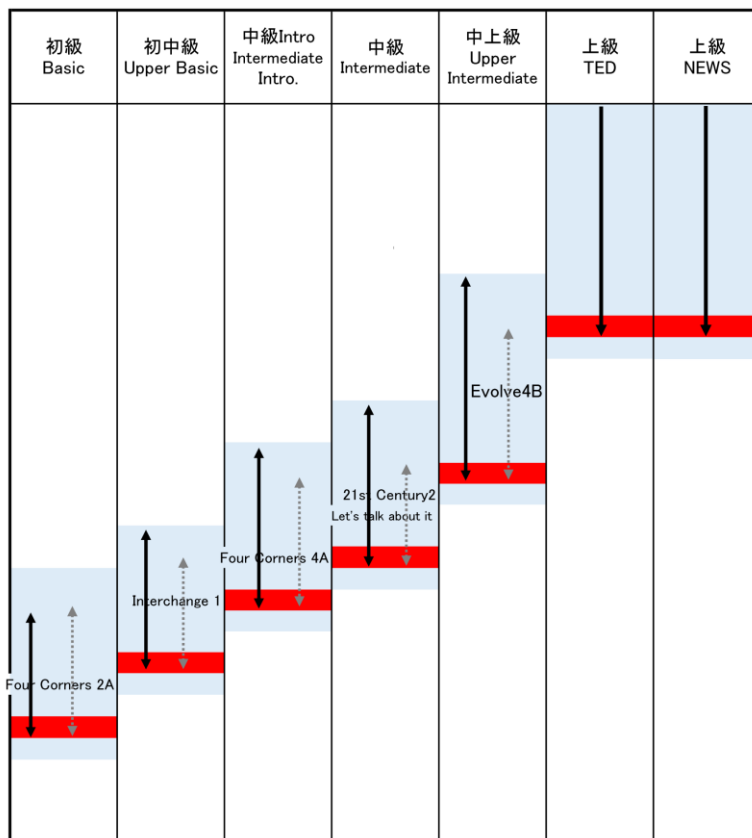 初級
Basic
初中級
Upper Basic
中級Intro
Intermediate
Intro.
中級
Intermediate
中上級
Upper
Intermediate
上級
TED
上級
NEWS
Evolve4B
21st Century2
Let's talk about it
Four Corners 4A
Interchange 1
Four Corners 2A